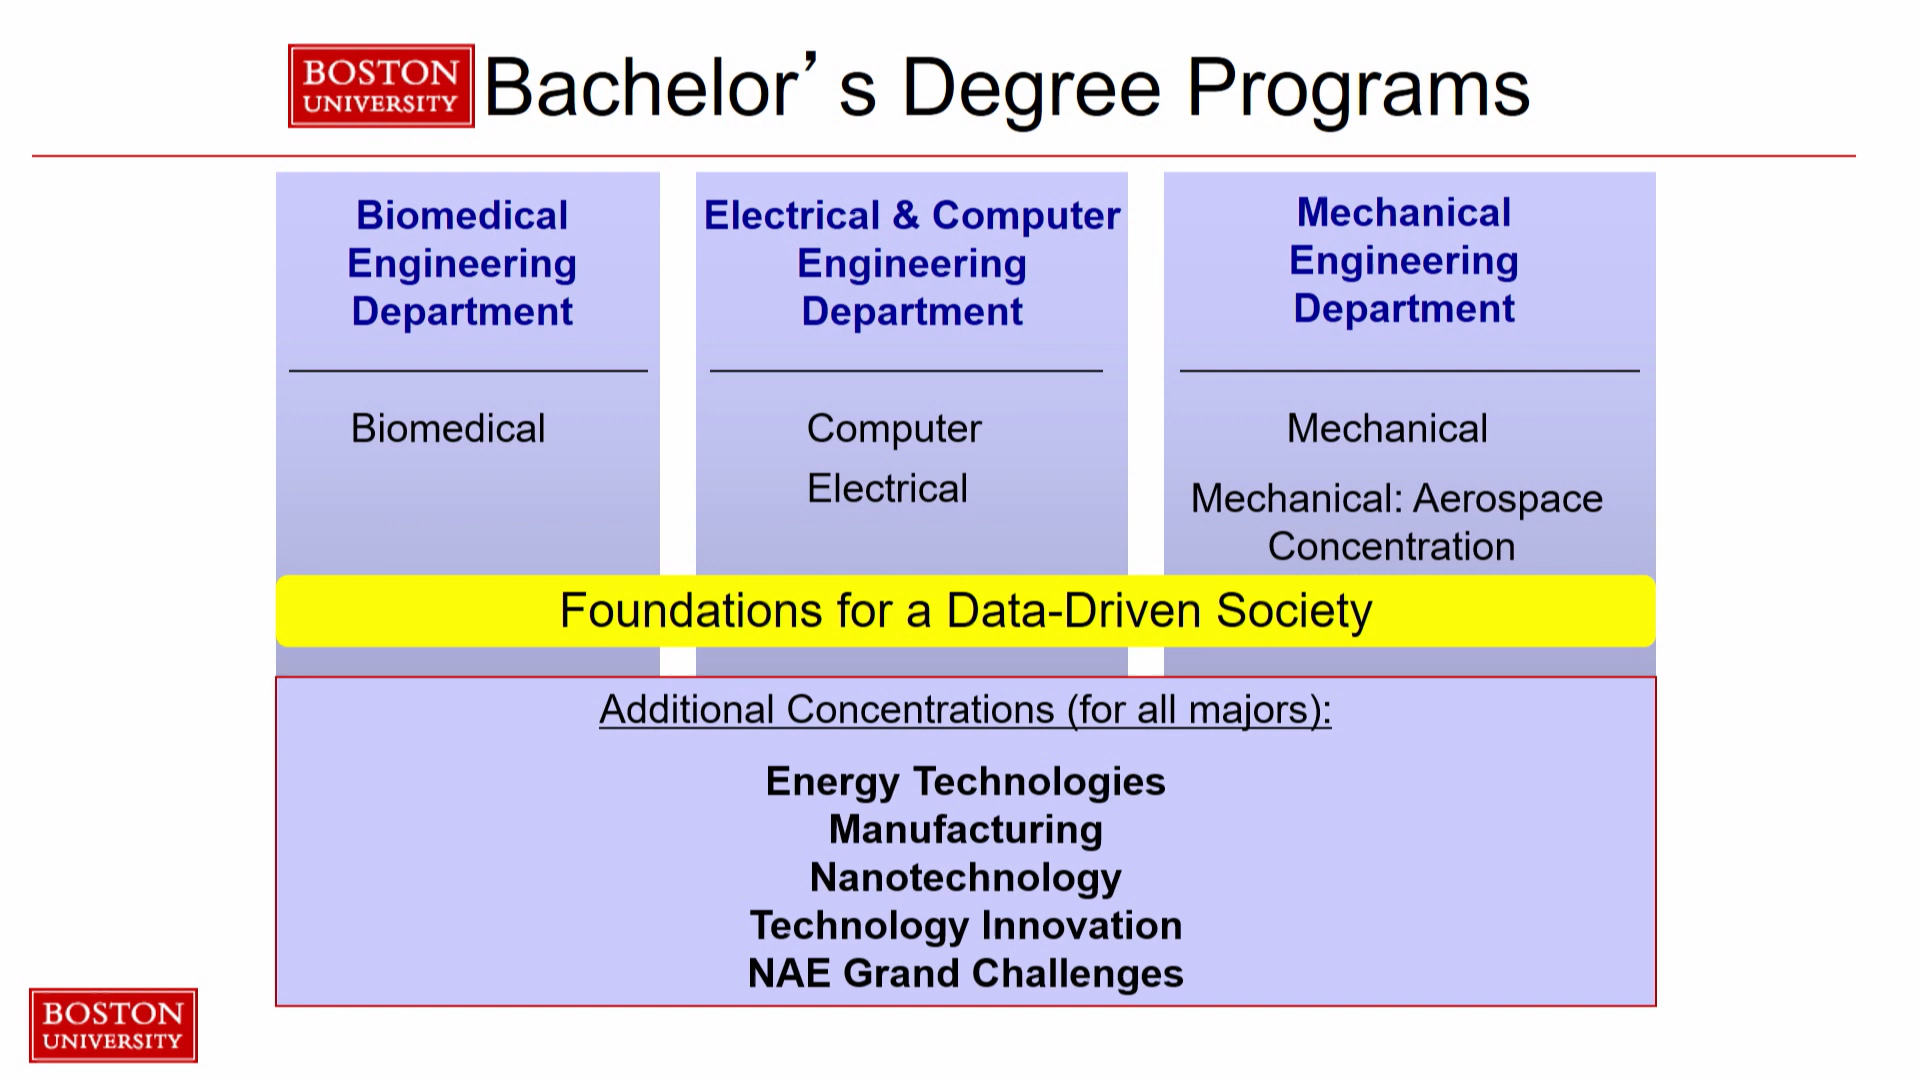 BOSTON
UNIVERSITY
Bachelor’s Degree Programs
Biomedical
Engineering
Department
Biomedical
Electrical & Computer
Engineering
Department
Computer
Electrical
Mechanical
Engineering
Department
Mechanical
Mechanical: Aerospace
Concentration
Foundations for a Data-Driven Society
Additional Concentrations (for all majors):
Energy Technologies
Manufacturing
Nanotechnology
Technology Innovation
NAE Grand Challenges
BOSTON
UNIVERSITY